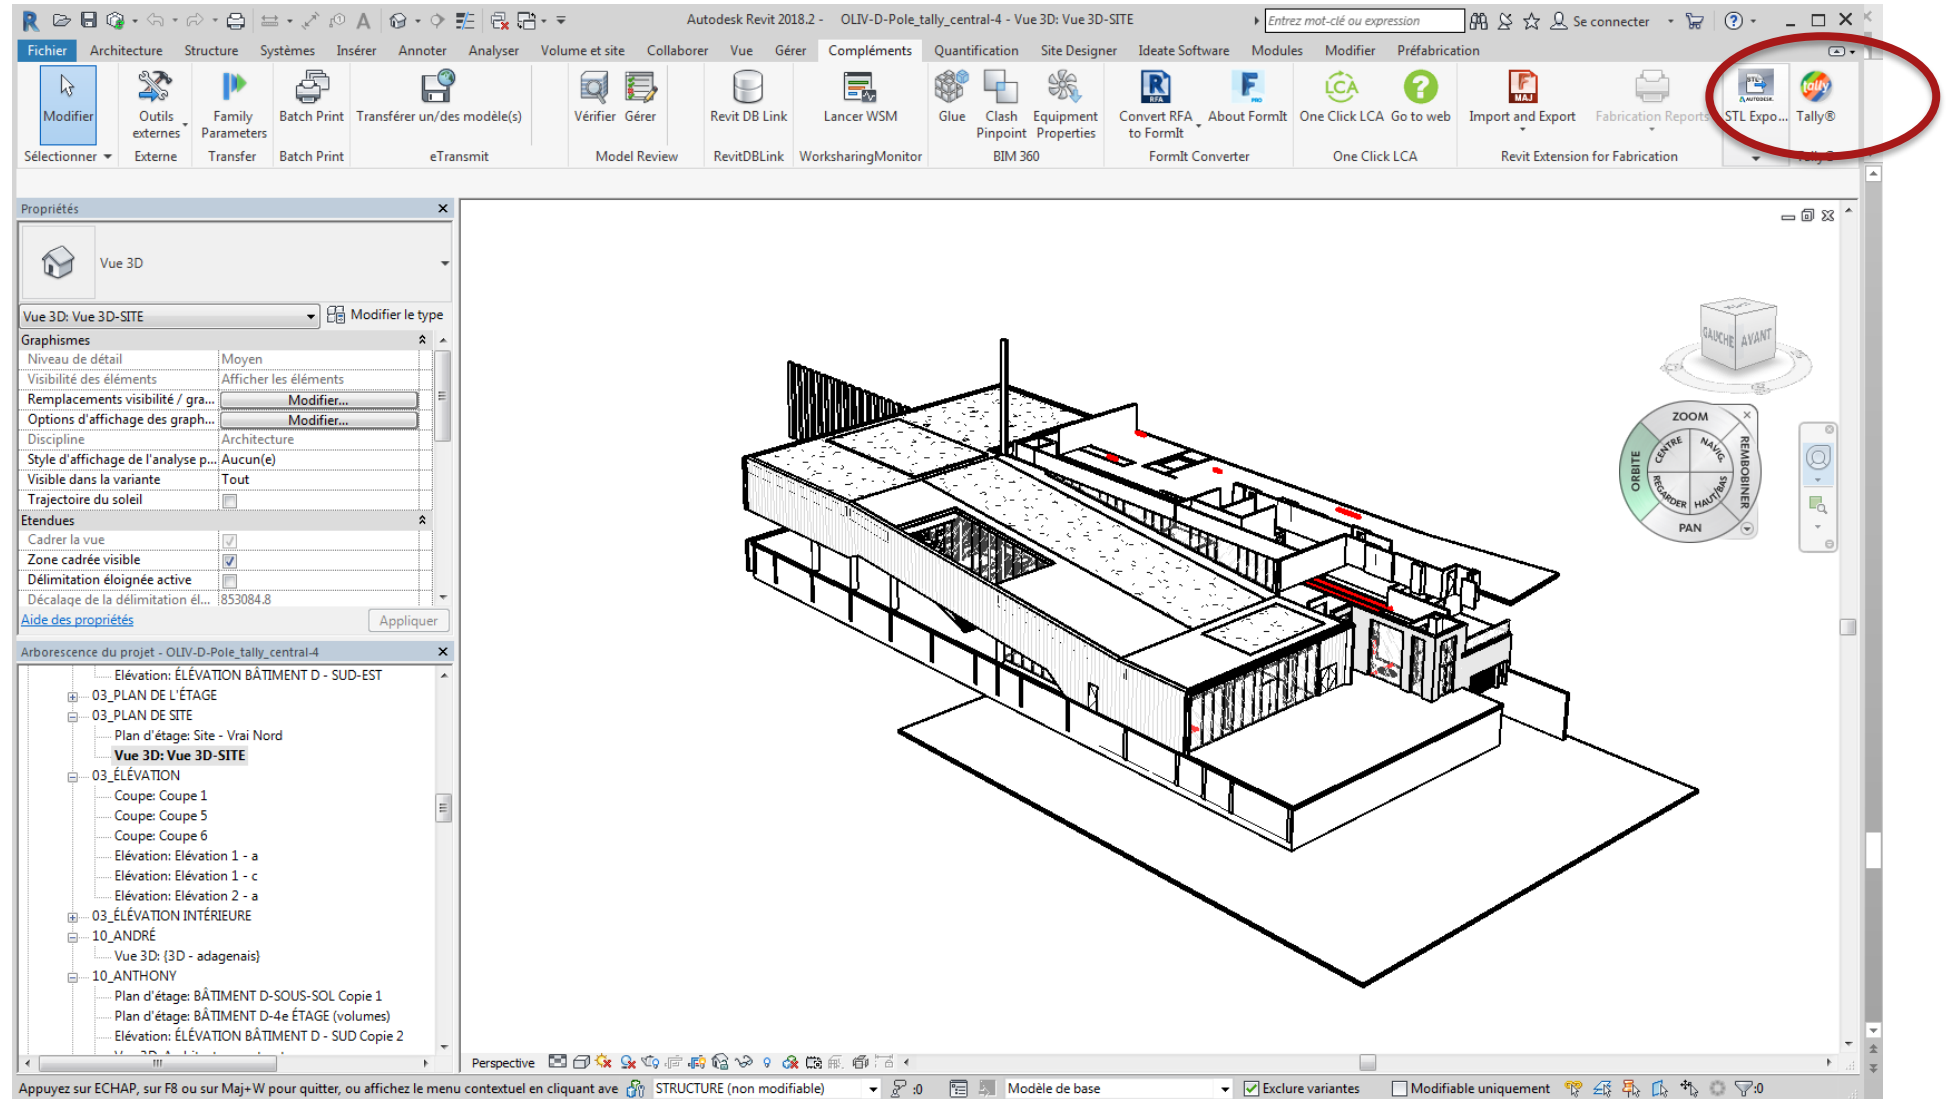 Autodesk Revit 2018.2 - OLIV-D-Pole_tally_central-4 - Vue 3D: Vue 3D-SITE
Entrez mot-clé ou expression
Se connecter
Fichier Architecture Structure Systèmes Insérer Annoter Analyser Volume et site Collaborer Vue Gérer Compléments Quantification Site Designer Ideate Software Modules Modifier Préfabrication
Modifier
Outils externes
Family Parameters
Batch Print
Transférer un/des modèle(s)
Vérifier Gérer
Revit DB Link
Lancer WSM
Glue
Clash Pinpoint
Equipment Properties
Convert RFA to FormIt
About FormIt
One Click LCA Go to web
Import and Export
Fabrication Reports
STL Expo...
Tally®
Sélectionner Externe Transfer Batch Print eTransmit Model Review RevitDBLink WorksharingMonitor BIM 360 FormIt Converter One Click LCA Revit Extension for Fabrication
Propriétés
Vue 3D
Vue 3D: Vue 3D-SITE Modifier le type
Graphismes
Niveau de détail Moyen
Visibilité des éléments Afficher les éléments
Remplacements visibilité / gra... Modifier...
Options d'affichage des graph... Modifier...
Discipline Architecture
Style d'affichage de l'analyse p... Aucun(e)
Visible dans la variante Tout
Trajectoire du soleil
Etendues
Cadrer la vue
Zone cadrée visible
Délimitation éloignée active
Décalage de la délimitation él... 853084.8
Aide des propriétés Appliquer
Arborescence du projet - OLIV-D-Pole_tally_central-4
Elévation: ÉLÉVATION BÂTIMENT D - SUD-EST
03_PLAN DE L'ÉTAGE
03_PLAN DE SITE
Plan d'étage: Site - Vrai Nord
Vue 3D: Vue 3D-SITE
03_ÉLÉVATION
Coupe: Coupe 1
Coupe: Coupe 5
Coupe: Coupe 6
Elévation: Elévation 1 - a
Elévation: Elévation 1 - c
Elévation: Elévation 2 - a
03_ÉLÉVATION INTÉRIEURE
10_ANDRÉ
Vue 3D: {3D - adagenais}
10_ANTHONY
Plan d'étage: BÂTIMENT D-SOUS-SOL Copie 1
Plan d'étage: BÂTIMENT D-4e ÉTAGE (volumes)
Elévation: ÉLÉVATION BÂTIMENT D - SUD Copie 2
GAUCHE AVANT
ZOOM
ORBITE
CENTRE
NAVIG.
REMBOBINER
REGARDER
HAUT/BAS
PAN
Perspective
Appuyez sur ECHAP, sur F8 ou sur Maj+W pour quitter, ou affichez le menu contextuel en cliquant ave STRUCTURE (non modifiable) :0 Modèle de base Exclure variantes Modifiable uniquement :0